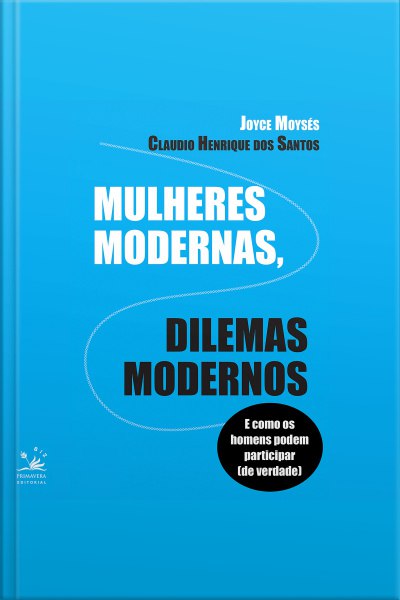 JOYCE MOYSÉS
CLAUDIO HENRIQUE DOS SANTOS
MULHERES
MODERNAS,
DILEMAS
MODERNOS
E como os
homens podem
participar
(de verdade)
BIZ
PRIMAVERA
EDITORIAL